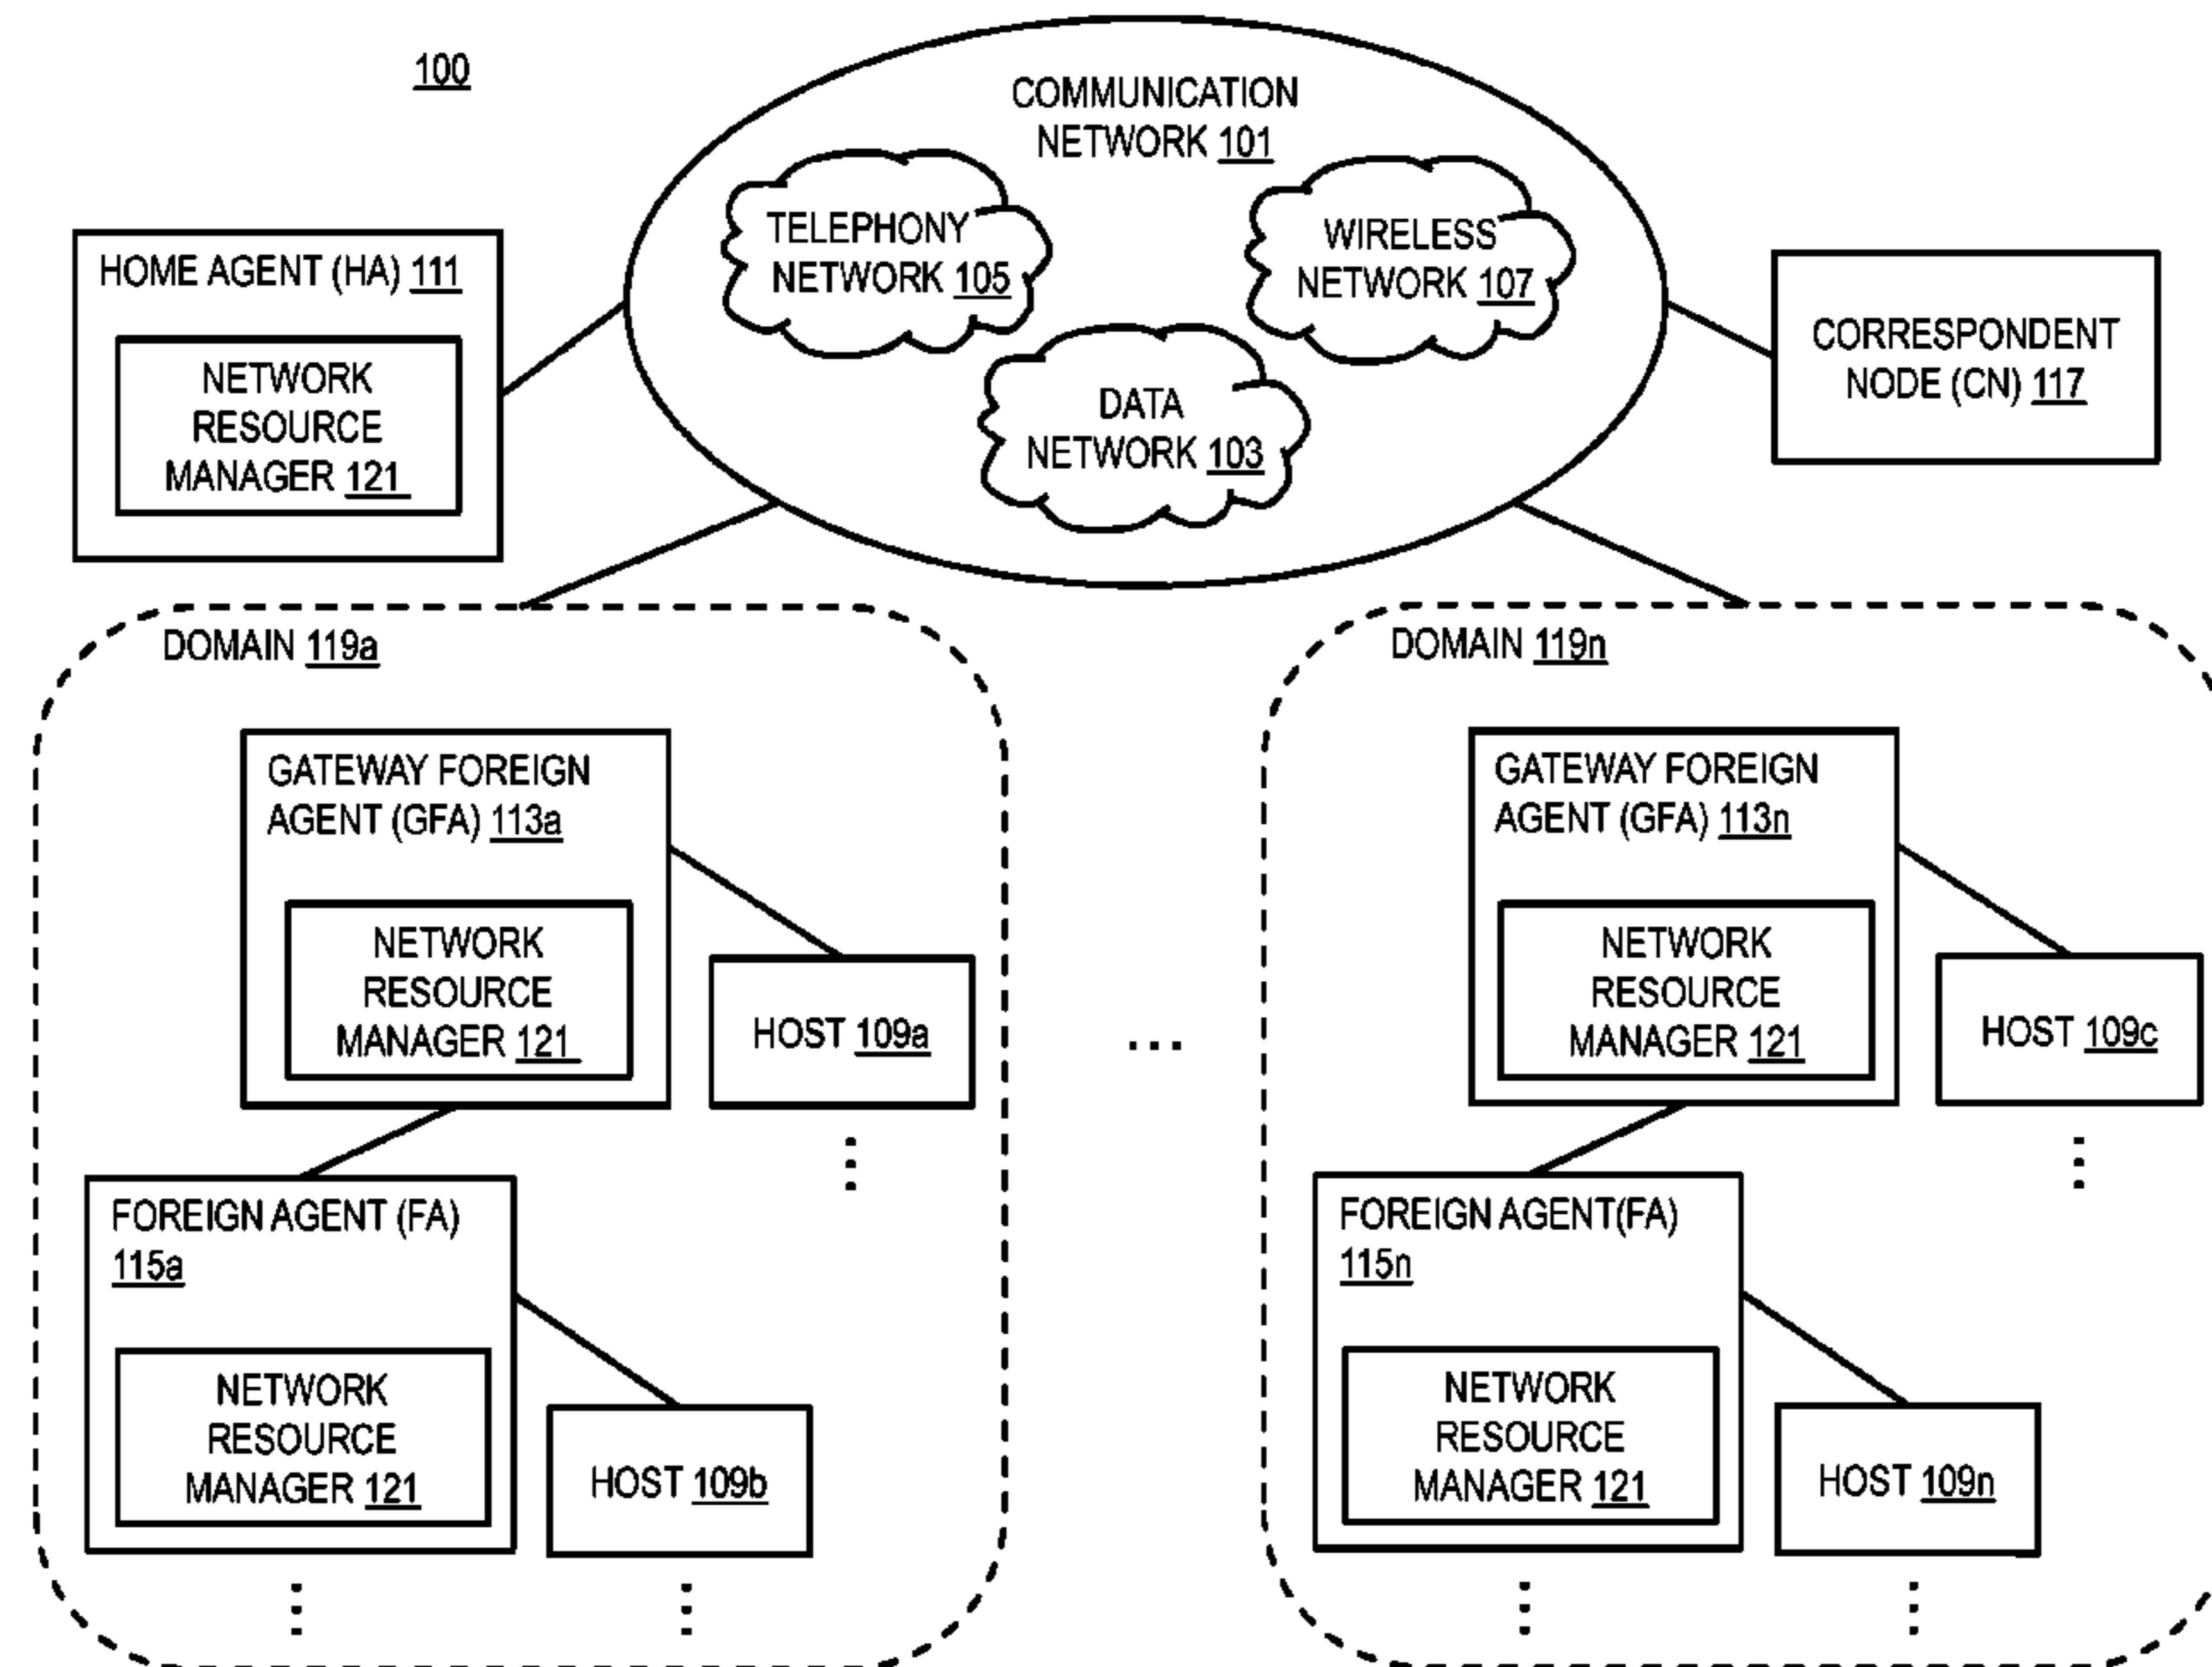 100
COMMUNICATION
NETWORK 101
TELEPHONY
NETWORK 105
WIRELESS
NETWORK 107
DATA
NETWORK 103
HOME AGENT (HA) 111
NETWORK
RESOURCE
MANAGER 121
CORRESPONDENT
NODE (CN) 117
DOMAIN 119a
GATEWAY FOREIGN
AGENT (GFA) 113a
NETWORK
RESOURCE
MANAGER 121
HOST 109a
FOREIGN AGENT (FA)
115a
NETWORK
RESOURCE
MANAGER 121
HOST 109b
...
DOMAIN 119n
GATEWAY FOREIGN
AGENT (GFA) 113n
NETWORK
RESOURCE
MANAGER 121
HOST 109c
FOREIGN AGENT(FA)
115n
NETWORK
RESOURCE
MANAGER 121
HOST 109n